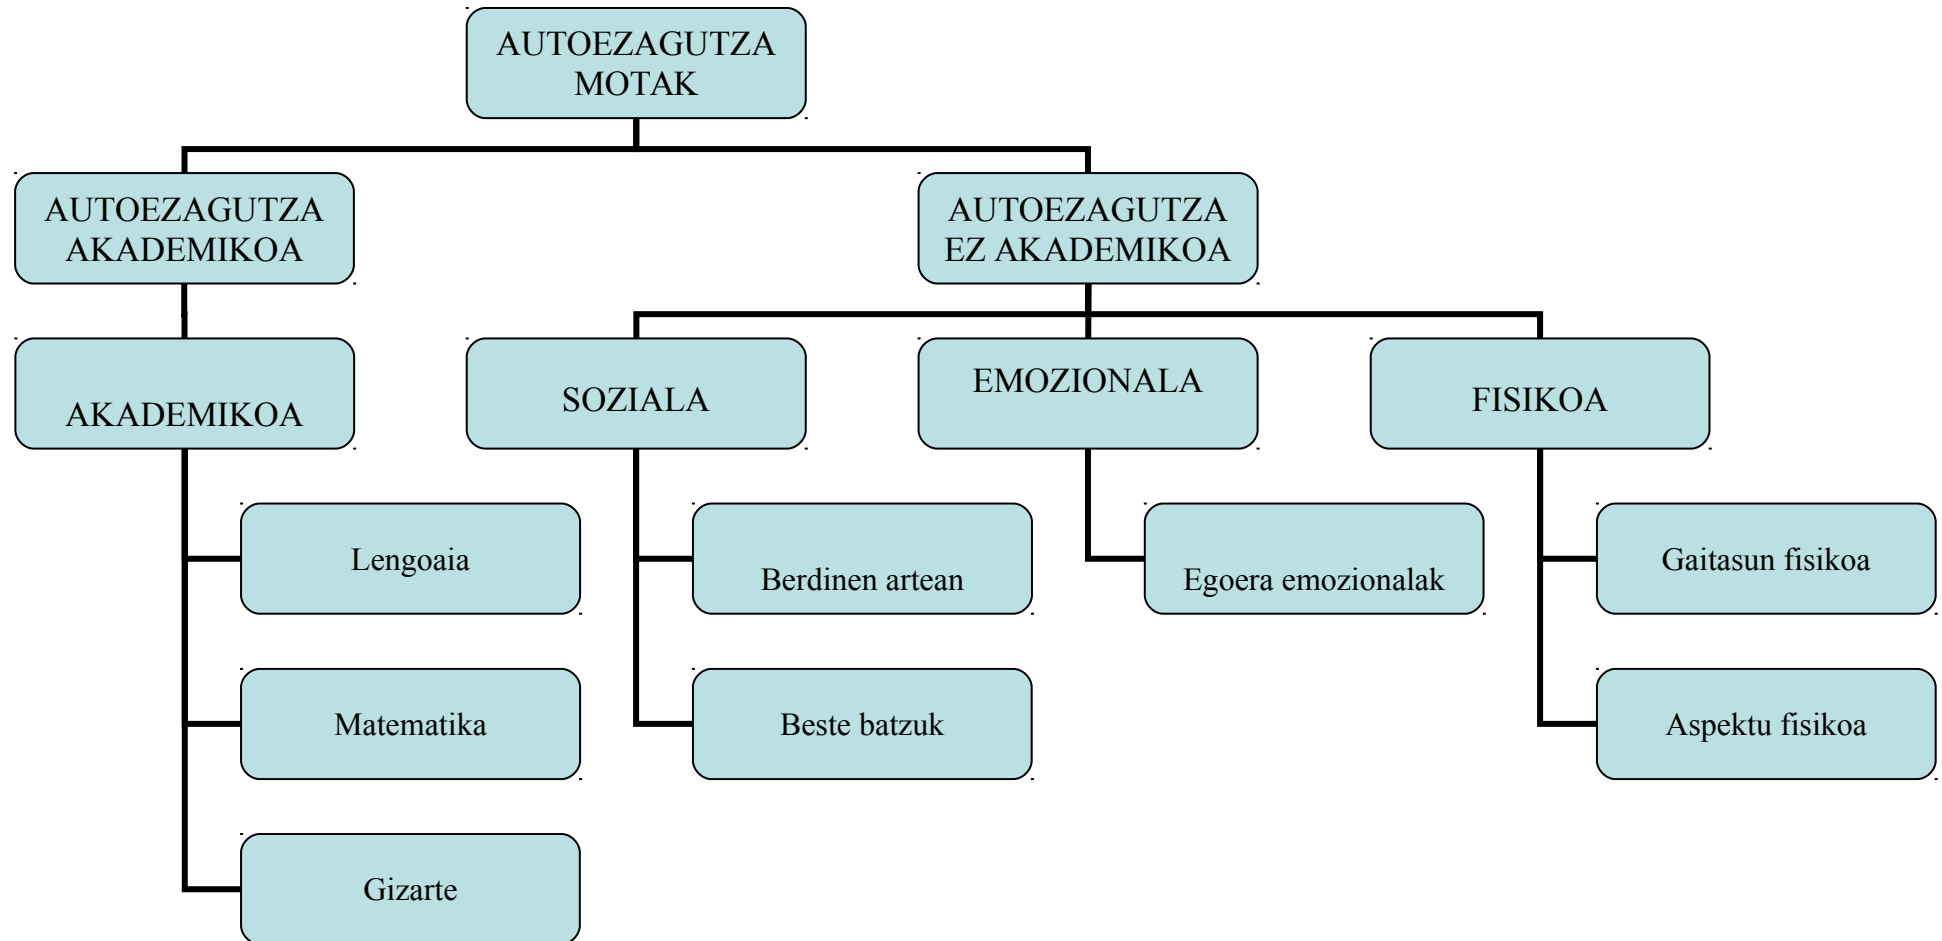 AUTOEZAGUTZA
MOTAK
AUTOEZAGUTZA
AKADEMIKOA
AUTOEZAGUTZA
EZ AKADEMIKOA
AKADEMIKOA
SOZIALA
EMOZIONALA
FISIKOA
Lengoaia
Berdinen artean
Egoera emozionalak
Gaitasun fisikoa
Matematika
Beste batzuk
Aspektu fisikoa
Gizarte